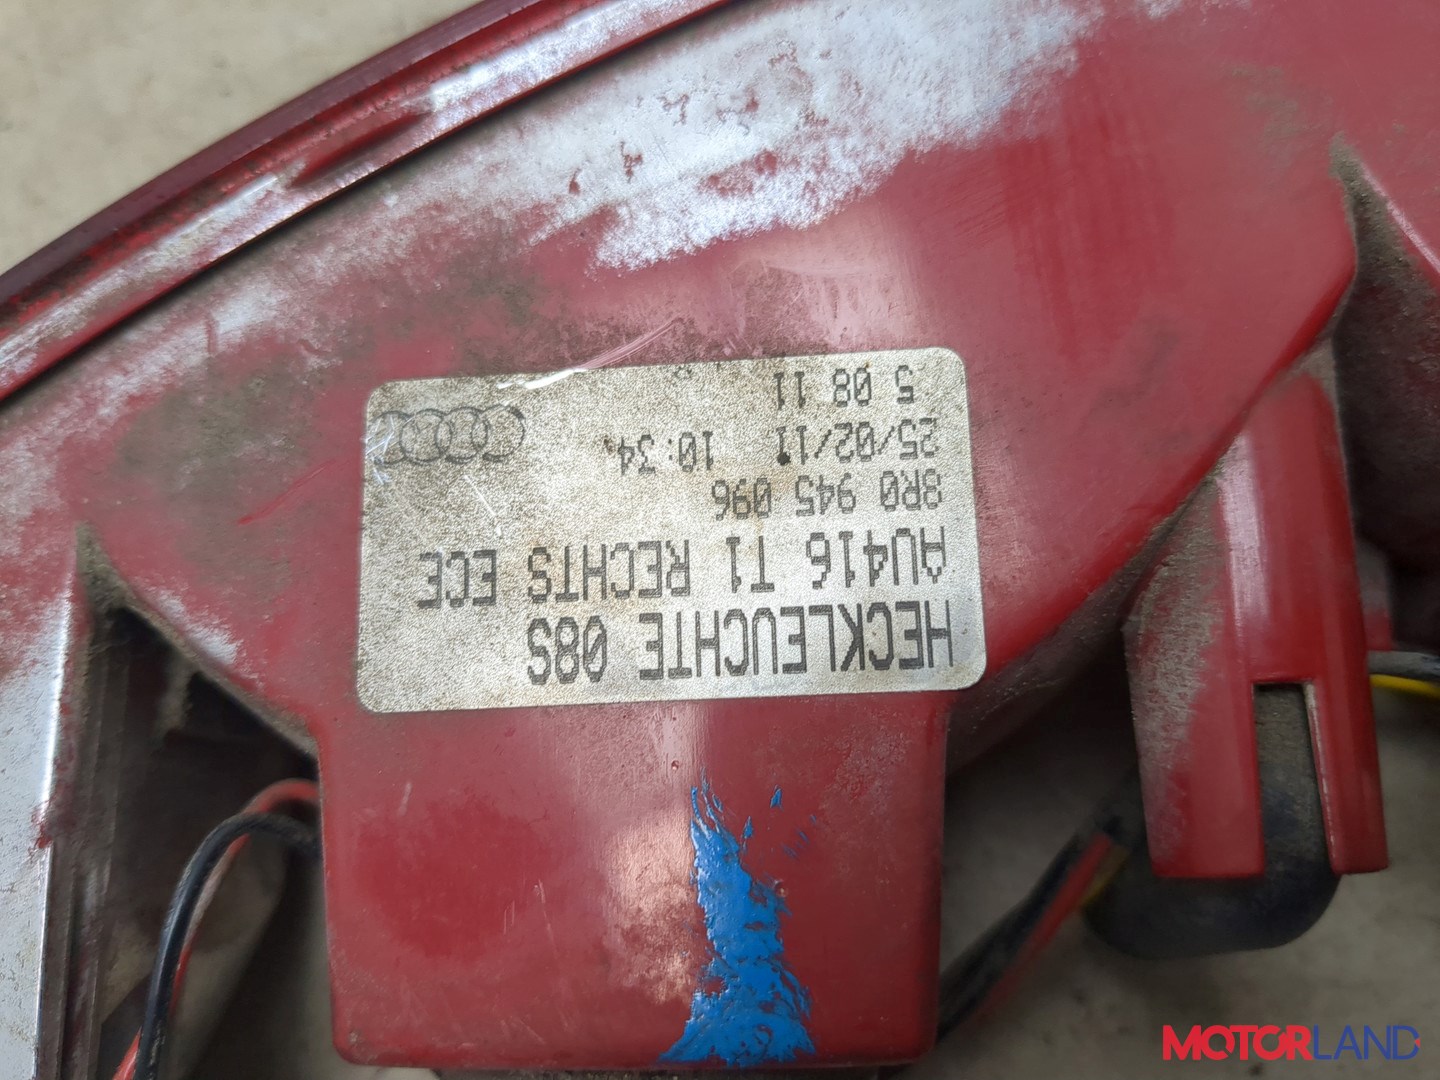 HECKLEUCHTE 08S
AU416 T1 RECHTS ECE
8R0 945 096
25/02/11 10:34
5 08 11
MOTORLAND